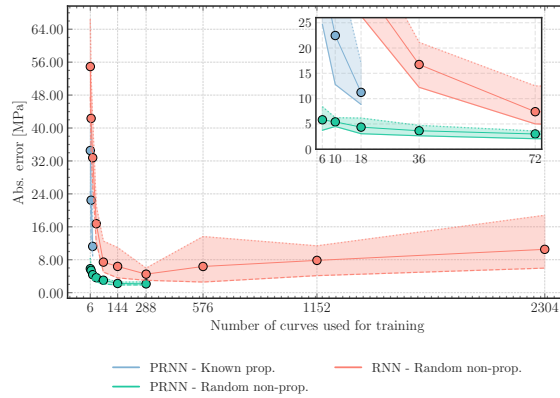 Abs. error [MPa]
64.00
56.00
48.00
40.00
32.00
24.00
16.00
8.00
0.00
25
20
15
10
5
0
6 10 18 36 72
6 144 288 576 1152 2304
Number of curves used for training
PRNN - Known prop.
RNN - Random non-prop.
PRNN - Random non-prop.